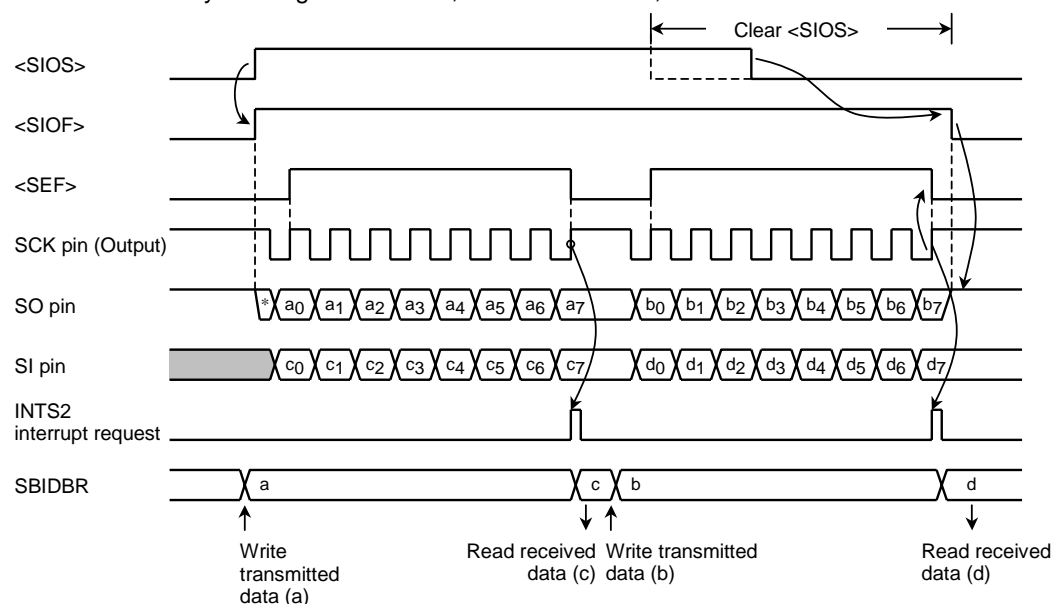 Clear <SIOS>
<SIOS>
<SIOF>
<SEF>
SCK pin (Output)
SO pin
* a0 a1 a2 a3 a4 a5 a6 a7 b0 b1 b2 b3 b4 b5 b6 b7
SI pin
c0 c1 c2 c3 c4 c5 c6 c7 d0 d1 d2 d3 d4 d5 d6 d7
INTS2
interrupt request
SBIDBR
a c b d
Write
transmitted
data (a)
Read received
data (c)
Write transmitted
data (b)
Read received
data (d)